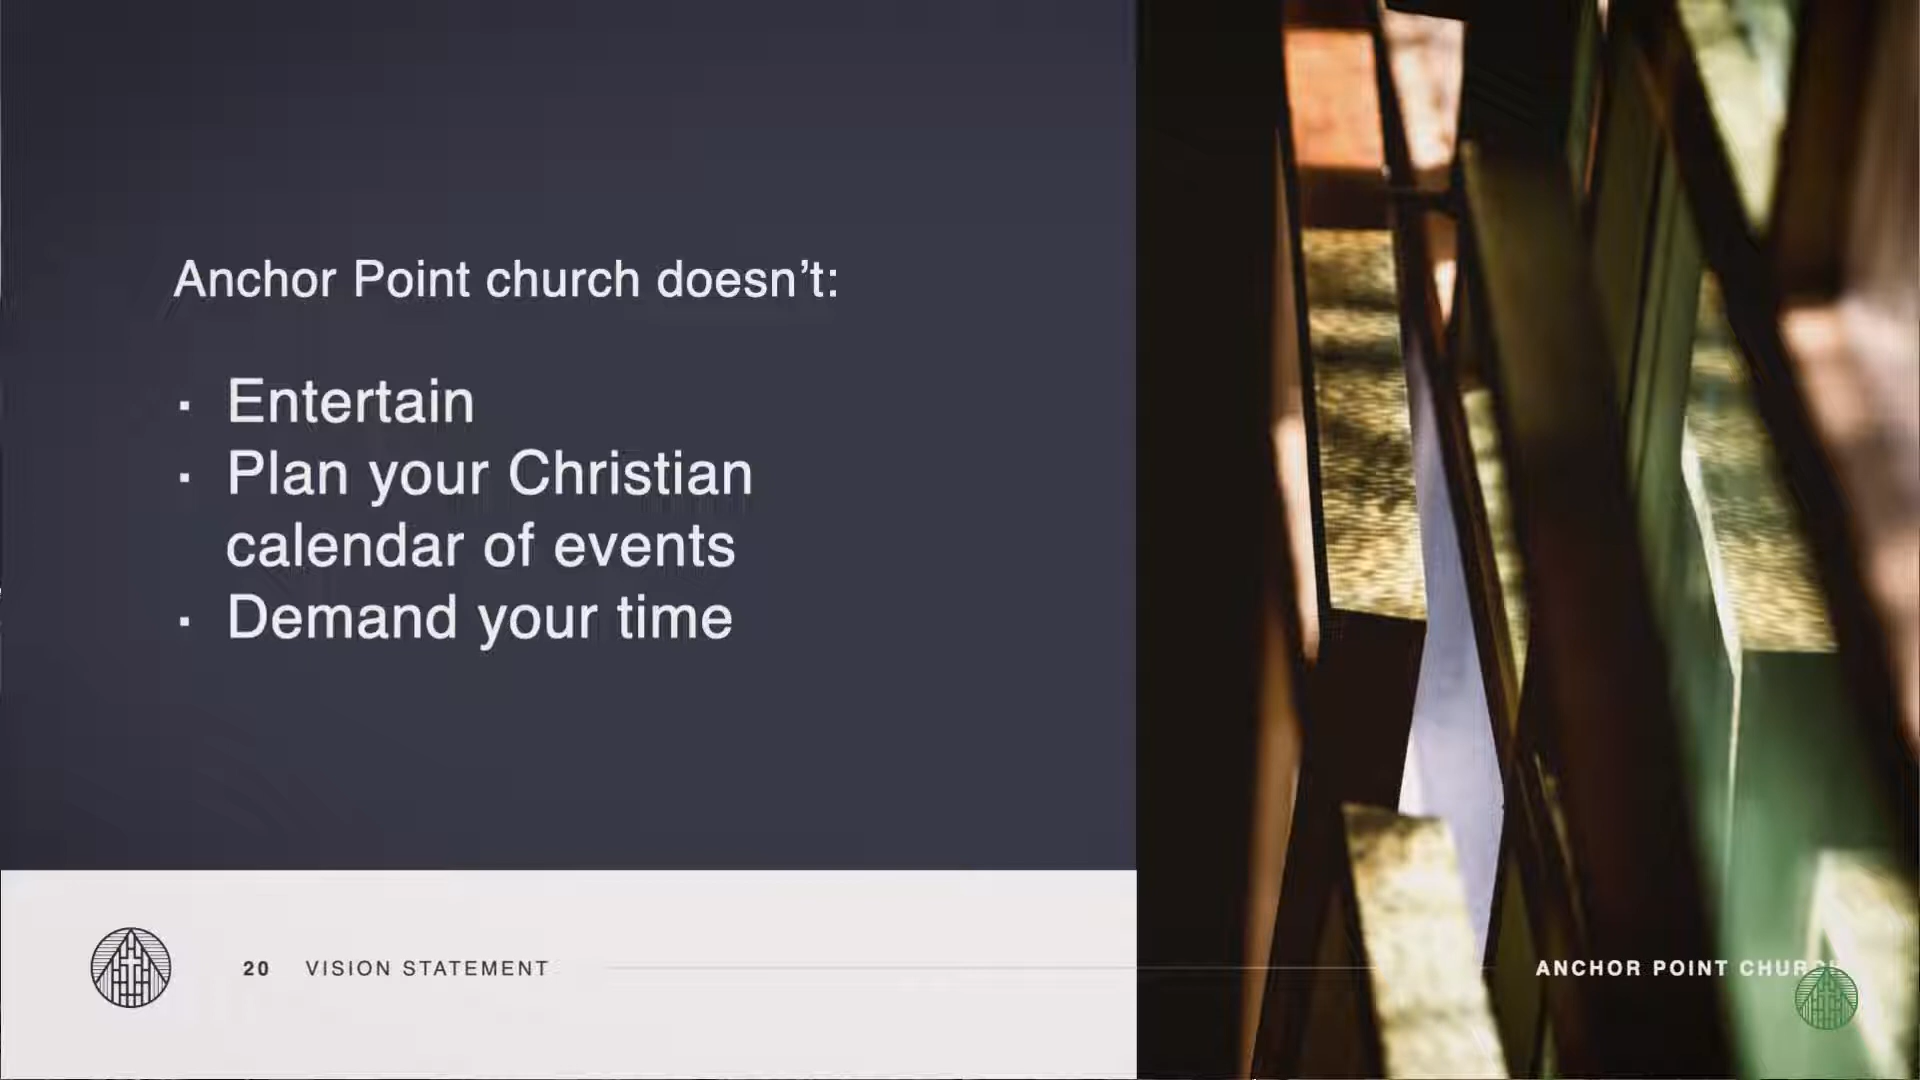 Anchor Point church doesn’t:
· Entertain
· Plan your Christian
calendar of events
· Demand your time
20 VISION STATEMENT
ANCHOR POINT CHURCH